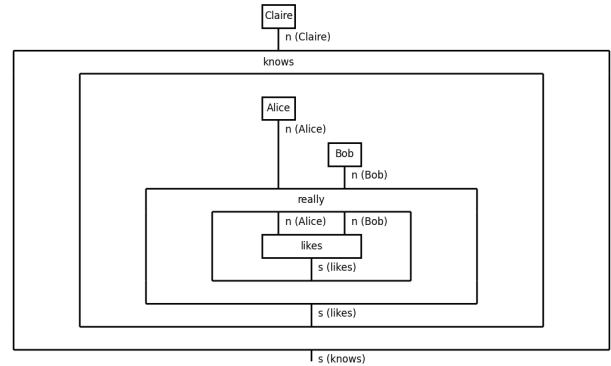 Claire
n (Claire)
knows
Alice
n (Alice)
Bob
n (Bob)
really
n (Alice) n (Bob)
likes
s (likes)
s (likes)
s (knows)